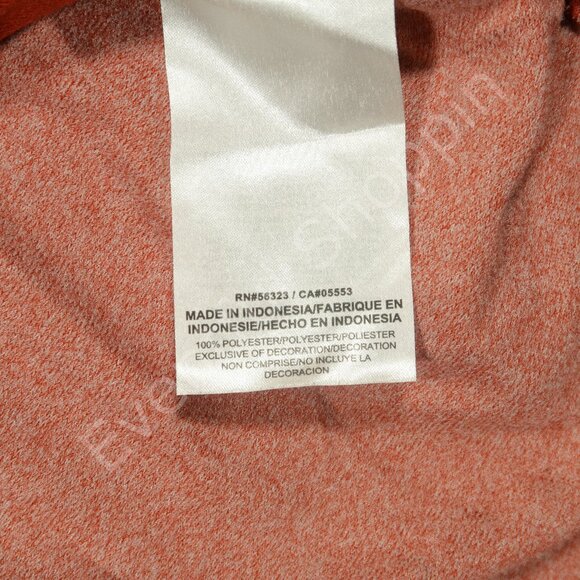 RN#56323 / CA#05553
MADE IN INDONESIA/FABRIQUE EN
INDONESIE/HECHO EN INDONESIA
100% POLYESTER/POLYESTER/POLIESTER
EXCLUSIVE OF DECORATION/DECORATION
NON COMPRISE/NO INCLUYE LA
DECORACION